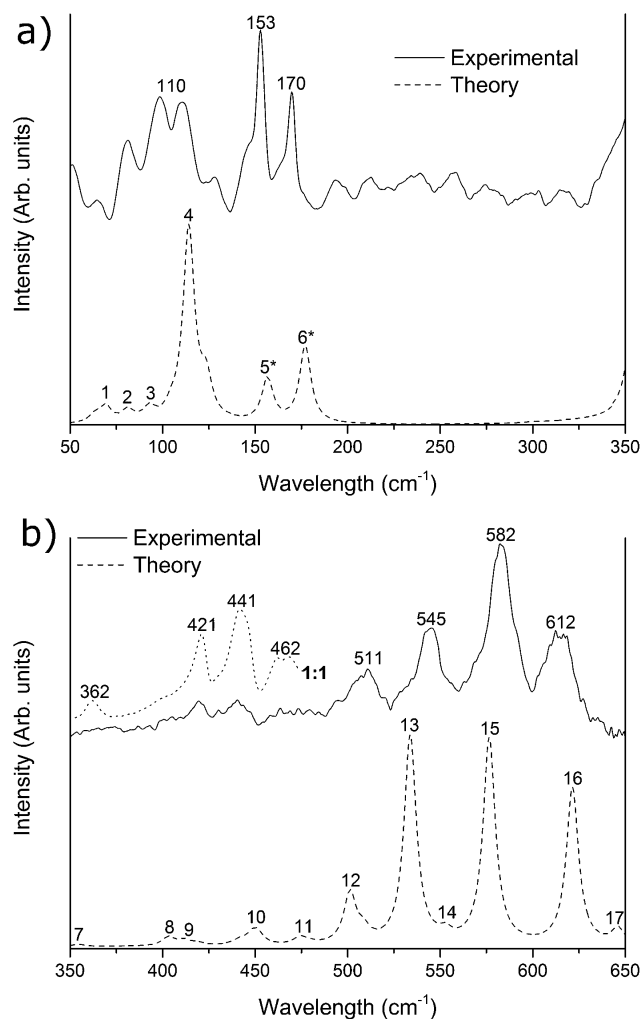 a)
Intensity (Arb. units)
153
110
170
Experimental
Theory
4
1
2
3
5*
6*
50 100 150 200 250 300 350
Wavelength (cm-1)
b)
Intensity (Arb. units)
Experimental
Theory
582
545
612
511
421
441
462
1:1
362
13
15
16
12
14
7
8
9
10
11
17
350 400 450 500 550 600 650
Wavelength (cm-1)